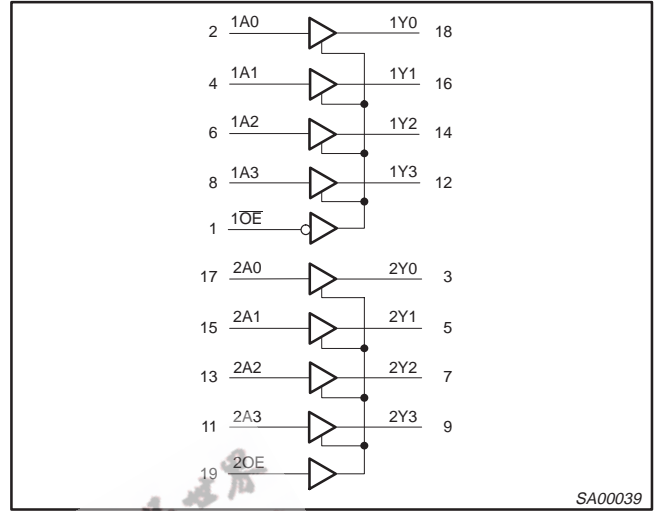 2 1A0 1Y0 18
4 1A1 1Y1 16
6 1A2 1Y2 14
8 1A3 1Y3 12
1 1O̅E̅
17 2A0 2Y0 3
15 2A1 2Y1 5
13 2A2 2Y2 7
11 2A3 2Y3 9
19 2OE
SA00039